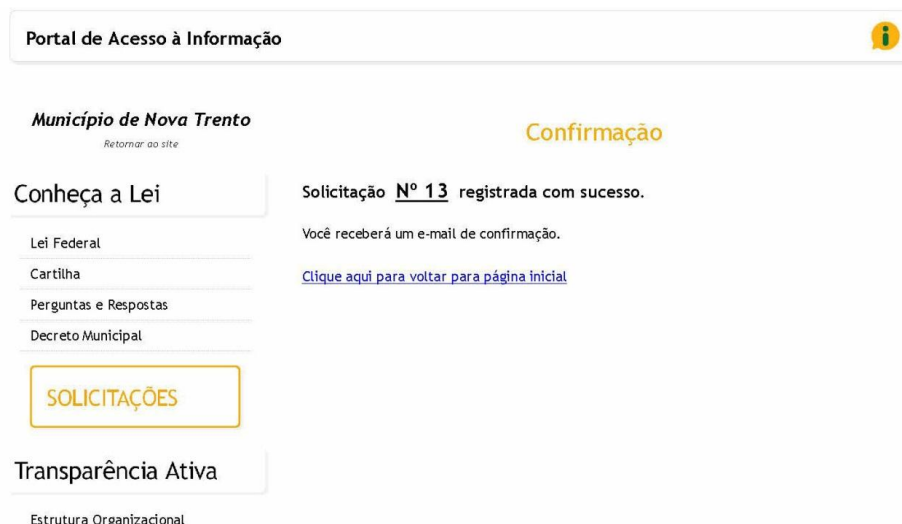 Portal de Acesso à Informação
Município de Nova Trento
Retornar ao site
Conheça a Lei
Lei Federal
Cartilha
Perguntas e Respostas
Decreto Municipal
SOLICITAÇÕES
Transparência Ativa
Estrutura Organizacional
Confirmação
Solicitação Nº 13 registrada com sucesso.
Você receberá um e-mail de confirmação.
Clique aqui para voltar para página inicial